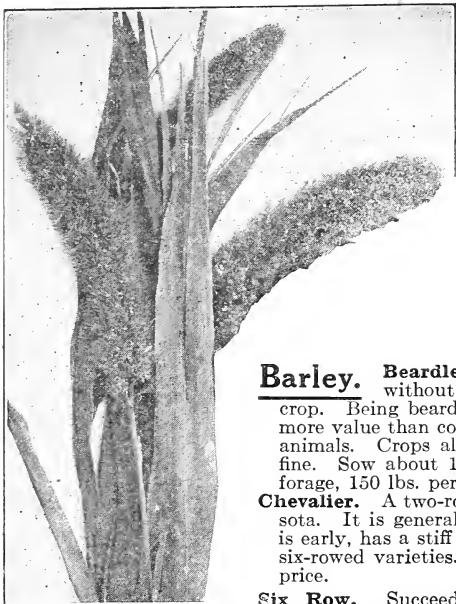 Barley. Beardle
without
crop. Being beard
more value than co
animals. Crops al
fine. Sow about 1
forage, 150 lbs. per
Chevalier. A two-ro
sota. It is general
is early, has a stiff
six-rowed varieties.
price.
Six Row. Succeed